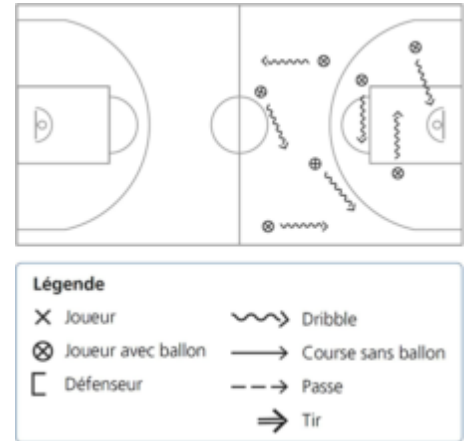 Légende
Joueur
Dribble
Joueur avec ballon
Course sans ballon
Défenseur
Passe
Tir